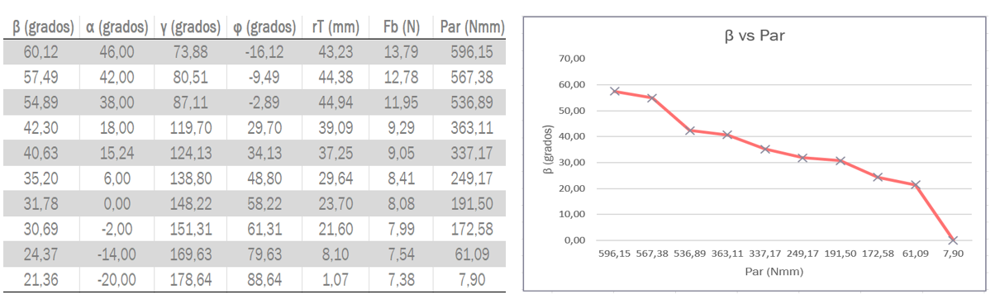 β (grados) α (grados) γ (grados) φ (grados) rT (mm) Fb (N) Par (Nmm)
60,12 46,00 73,88 -16,12 43,23 13,79 596,15
57,49 42,00 80,51 -9,49 44,38 12,78 567,38
54,89 38,00 87,11 -2,89 44,94 11,95 536,89
42,30 18,00 119,70 29,70 39,09 9,29 363,11
40,63 15,24 124,13 34,13 37,25 9,05 337,17
35,20 6,00 138,80 48,80 29,64 8,41 249,17
31,78 0,00 148,22 58,22 23,70 8,08 191,50
30,69 -2,00 151,31 61,31 21,60 7,99 172,58
24,37 -14,00 169,63 79,63 8,10 7,54 61,09
21,36 -20,00 178,64 88,64 1,07 7,38 7,90
β vs Par
70,00
60,00
50,00
40,00
30,00
20,00
10,00
0,00
β (grados)
596,15 567,38 536,89 363,11 337,17 249,17 191,50 172,58 61,09 7,90
Par (Nmm)